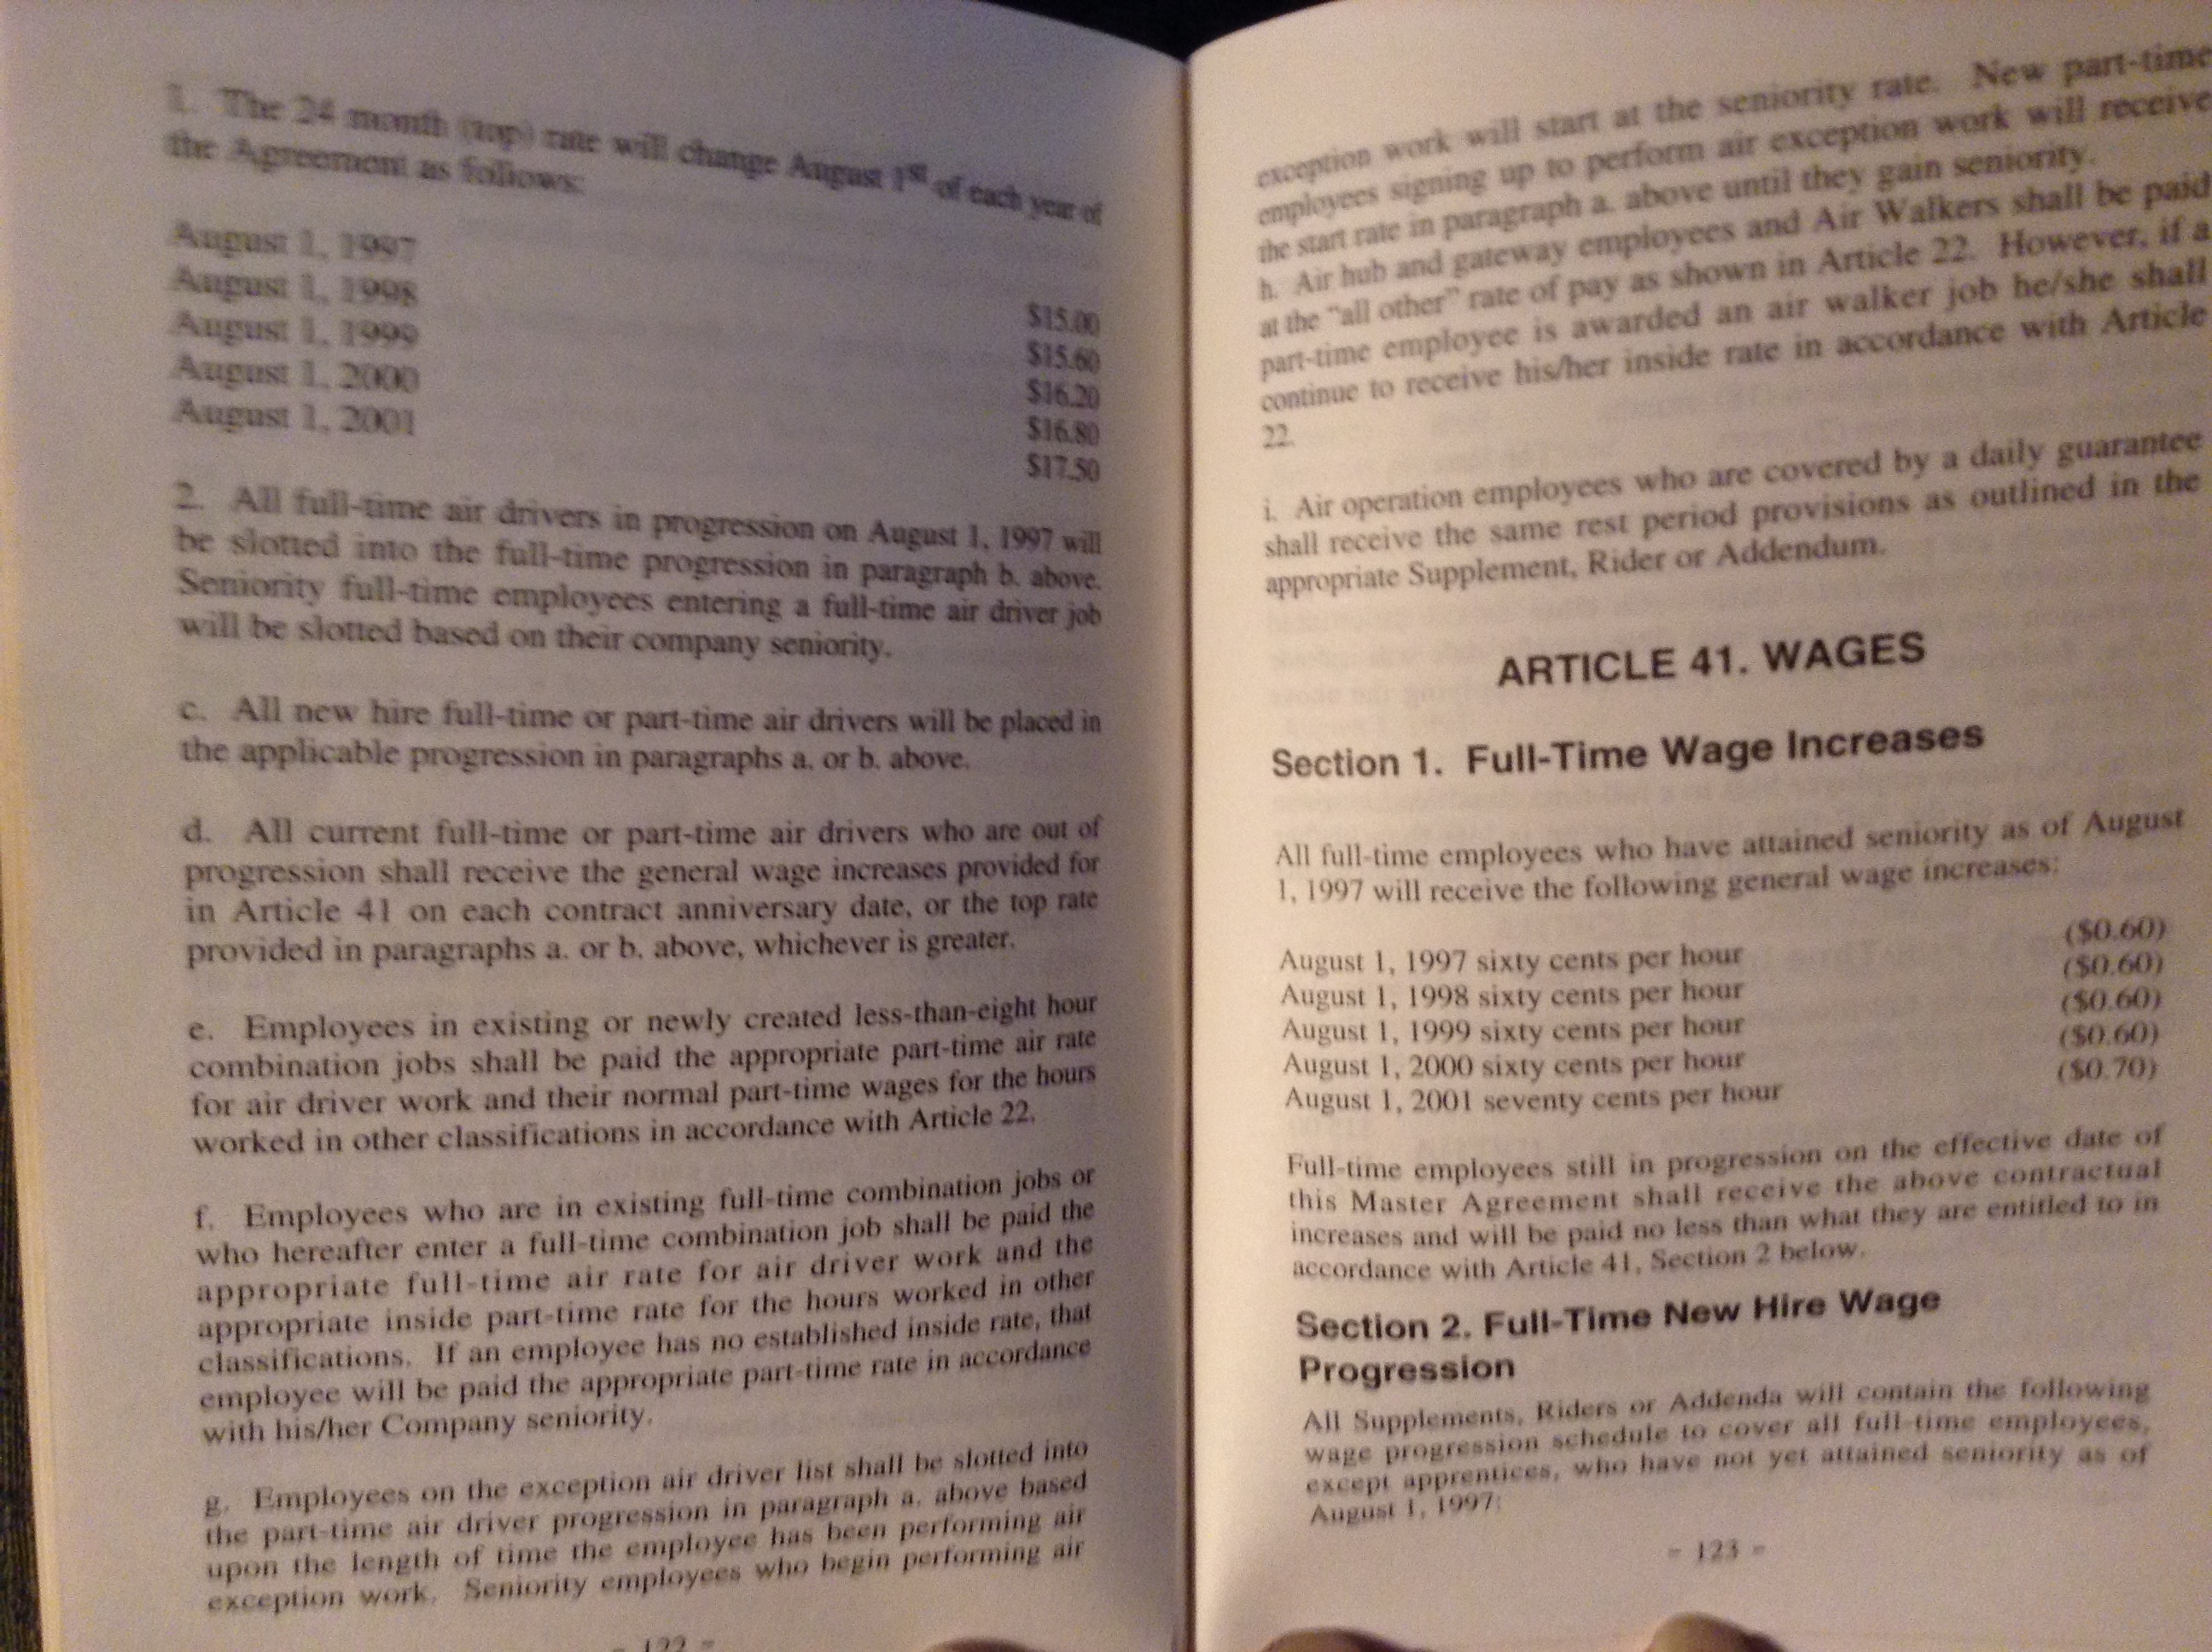 1. The 24 month (top) rate will change August 1st of each year of
the Agreement as follows:
August 1, 1997 $15.00
August 1, 1998 $15.60
August 1, 1999 $16.20
August 1, 2000 $16.80
August 1, 2001 $17.50
2. All full-time air drivers in progression on August 1, 1997 will
be slotted into the full-time progression in paragraph b. above.
Seniority full-time employees entering a full-time air driver job
will be slotted based on their company seniority.
c. All new hire full-time or part-time air drivers will be placed in
the applicable progression in paragraphs a. or b. above.
d. All current full-time or part-time air drivers who are out of
progression shall receive the general wage increases provided for
in Article 41 on each contract anniversary date, or the top rate
provided in paragraphs a. or b. above, whichever is greater.
e. Employees in existing or newly created less-than-eight hour
combination jobs shall be paid the appropriate part-time air rate
for air driver work and their normal part-time wages for the hours
worked in other classifications in accordance with Article 22.
f. Employees who are in existing full-time combination jobs or
who hereafter enter a full-time combination job shall be paid the
appropriate full-time air rate for air driver work and the
appropriate inside part-time rate for the hours worked in other
classifications. If an employee has no established inside rate, that
employee will be paid the appropriate part-time rate in accordance
with his/her Company seniority.
g. Employees on the exception air driver list shall be slotted into
the part-time air driver progression in paragraph a. above based
upon the length of time the employee has been performing air
exception work. Seniority employees who begin performing air
- 122 -
exception work will start at the seniority rate. New part-time
employees signing up to perform air exception work will receive
the start rate in paragraph a. above until they gain seniority.
h. Air hub and gateway employees and Air Walkers shall be paid
at the "all other" rate of pay as shown in Article 22. However, if a
part-time employee is awarded an air walker job he/she shall
continue to receive his/her inside rate in accordance with Article
22.
i. Air operation employees who are covered by a daily guarantee
shall receive the same rest period provisions as outlined in the
appropriate Supplement, Rider or Addendum.
ARTICLE 41. WAGES
Section 1. Full-Time Wage Increases
All full-time employees who have attained seniority as of August
1, 1997 will receive the following general wage increases:
August 1, 1997 sixty cents per hour ($0.60)
August 1, 1998 sixty cents per hour ($0.60)
August 1, 1999 sixty cents per hour ($0.60)
August 1, 2000 sixty cents per hour ($0.60)
August 1, 2001 seventy cents per hour ($0.70)
Full-time employees still in progression on the effective date of
this Master Agreement shall receive the above contractual
increases and will be paid no less than what they are entitled to in
accordance with Article 41, Section 2 below.
Section 2. Full-Time New Hire Wage
Progression
All Supplements, Riders or Addenda will contain the following
wage progression schedule to cover all full-time employees,
except apprentices, who have not yet attained seniority as of
August 1, 1997:
- 123 -